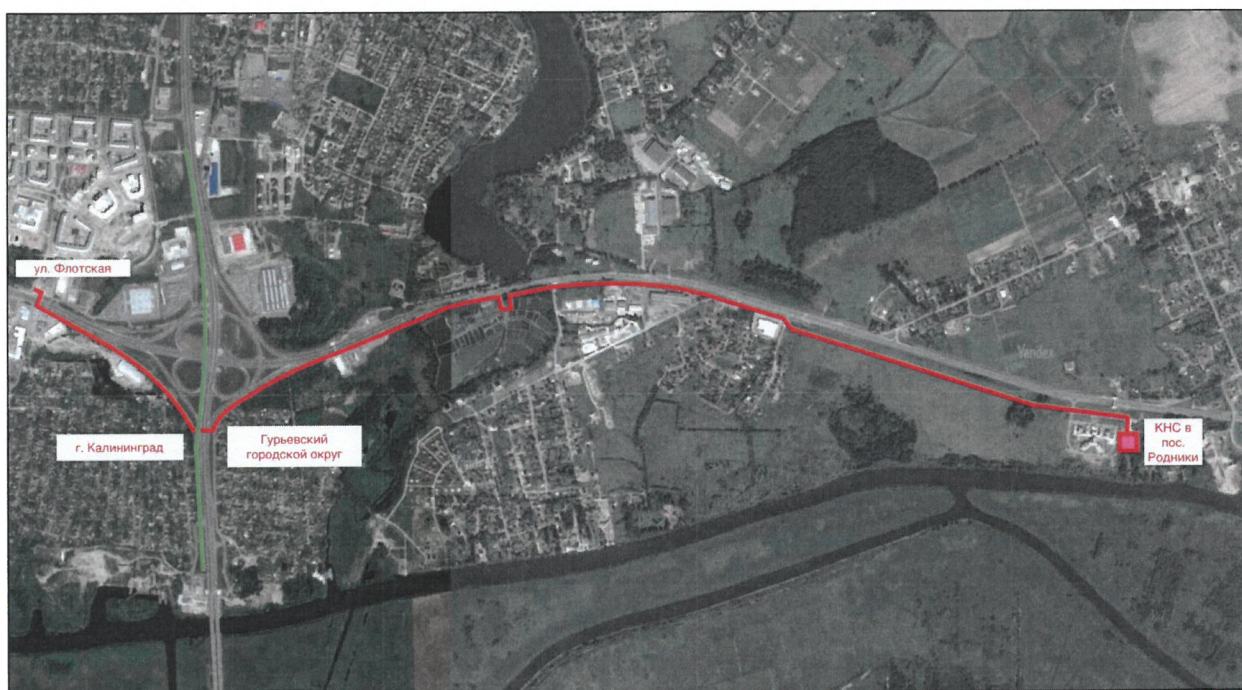 ул. Флотская
г. Калининград
Гурьевский
городской округ
Yandex
КНС в
пос.
Родники